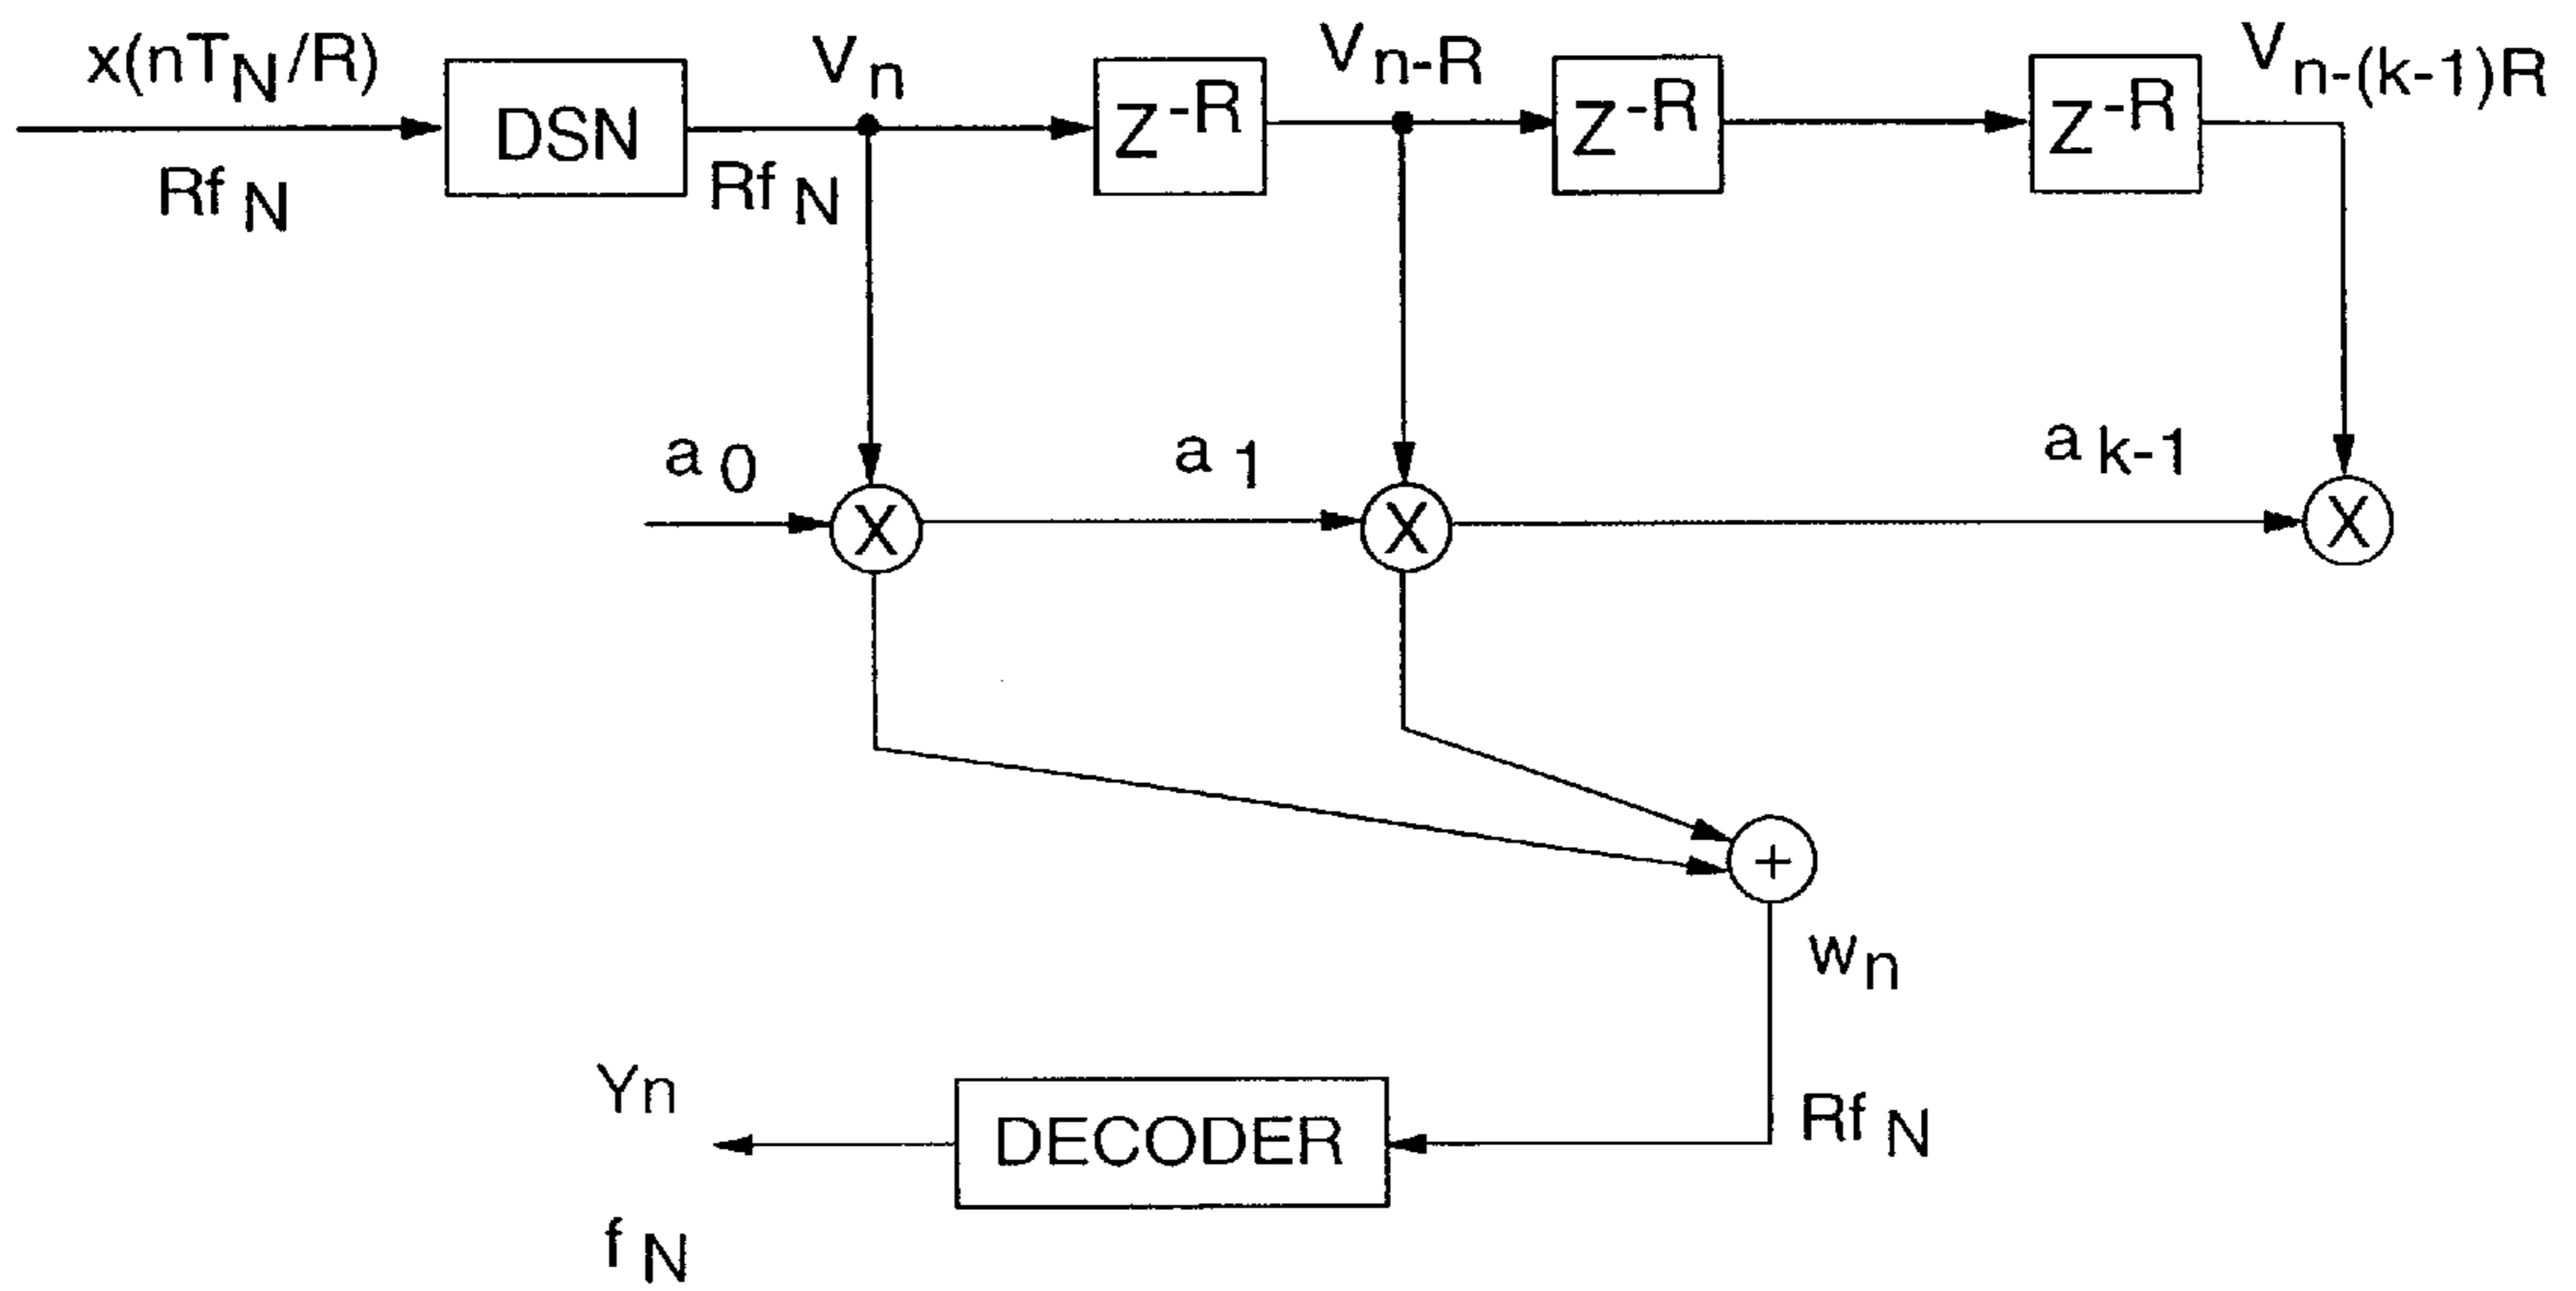 x(nT_N/R)
Rf_N
DSN
V_n
Rf_N
Z^-R
V_n-R
Z^-R
Z^-R
V_n-(k-1)R
a_0
a_1
a_k-1
X
X
X
+
w_n
Rf_N
DECODER
Yn
f_N